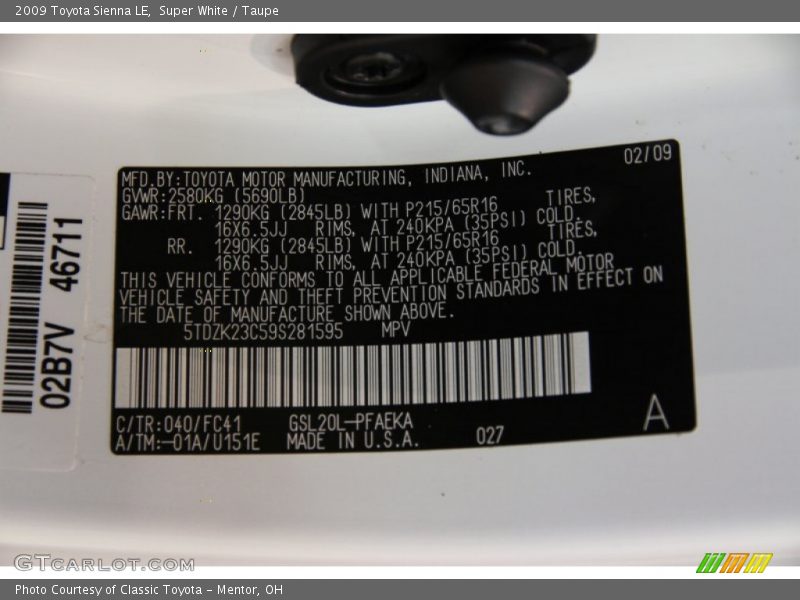 2009 Toyota Sienna LE, Super White / Taupe
02/09
MFD.BY:TOYOTA MOTOR MANUFACTURING, INDIANA, INC.
GVWR:2580KG (5690LB)
GAWR:FRT. 1290KG (2845LB) WITH P215/65R16 TIRES,
16X6.5JJ RIMS, AT 240KPA (35PSI) COLD.
RR. 1290KG (2845LB) WITH P215/65R16 TIRES,
16X6.5JJ RIMS, AT 240KPA (35PSI) COLD.
THIS VEHICLE CONFORMS TO ALL APPLICABLE FEDERAL MOTOR
VEHICLE SAFETY AND THEFT PREVENTION STANDARDS IN EFFECT ON
THE DATE OF MANUFACTURE SHOWN ABOVE.
5TDZK23C59S281595 MPV
C/TR:040/FC41 GSL20L-PFAEKA
A/TM:-01A/U151E MADE IN U.S.A. 027
A
02B7V 46711
GTCARLOT.COM
Photo Courtesy of Classic Toyota - Mentor, OH